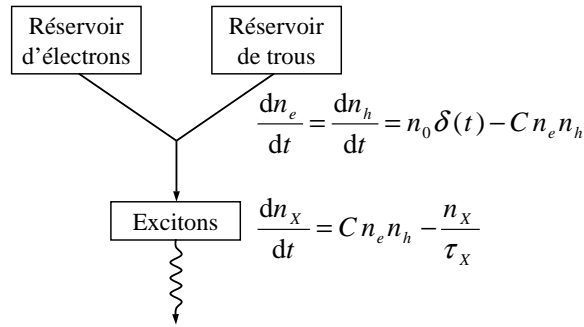 Réservoir
d'électrons
Réservoir
de trous
dn_e/dt = dn_h/dt = n_0 δ(t) − C n_e n_h
Excitons
dn_X/dt = C n_e n_h − n_X/τ_X